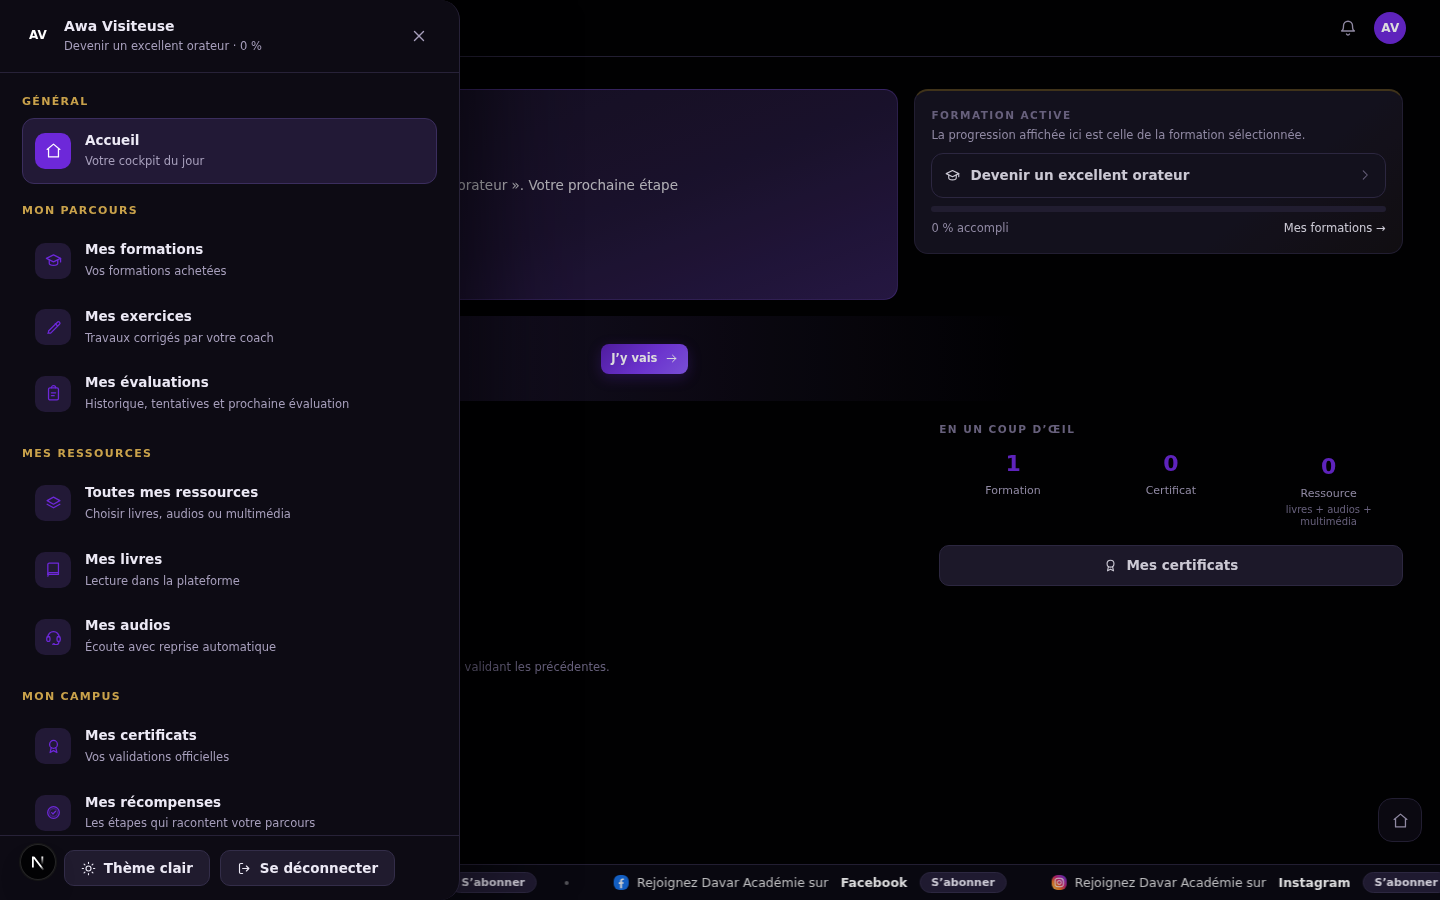 AV
Awa Visiteuse
Devenir un excellent orateur · 0 %
GÉNÉRAL
Accueil
Votre cockpit du jour
MON PARCOURS
Mes formations
Vos formations achetées
Mes exercices
Travaux corrigés par votre coach
Mes évaluations
Historique, tentatives et prochaine évaluation
MES RESSOURCES
Toutes mes ressources
Choisir livres, audios ou multimédia
Mes livres
Lecture dans la plateforme
Mes audios
Écoute avec reprise automatique
MON CAMPUS
Mes certificats
Vos validations officielles
Mes récompenses
Les étapes qui racontent votre parcours
N
Thème clair
Se déconnecter
AV
orateur ». Votre prochaine étape
FORMATION ACTIVE
La progression affichée ici est celle de la formation sélectionnée.
Devenir un excellent orateur
0 % accompli
Mes formations →
J’y vais →
EN UN COUP D’ŒIL
1
Formation
0
Certificat
0
Ressource
livres + audios +
multimédia
Mes certificats
validant les précédentes.
S’abonner • Rejoignez Davar Académie sur Facebook S’abonner Rejoignez Davar Académie sur Instagram S’abonner